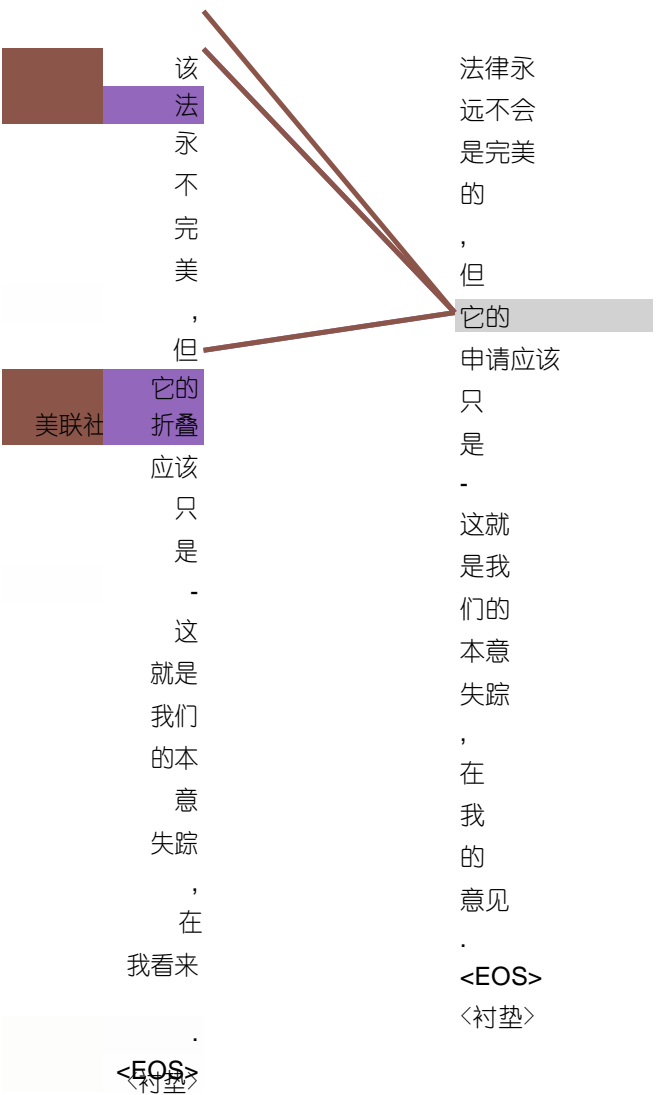 该
法
永
不
完
美
,
但
它的
美联社 折叠
应该
只
是
-
这
就是
我们
的本
意
失踪
,
在
我看来
.
<EOS>
〈衬垫〉
法律永
远不会
是完美
的
,
但
它的
申请应该
只
是
-
这就
是我
们的
本意
失踪
,
在
我
的
意见
.
<EOS>
〈衬垫〉